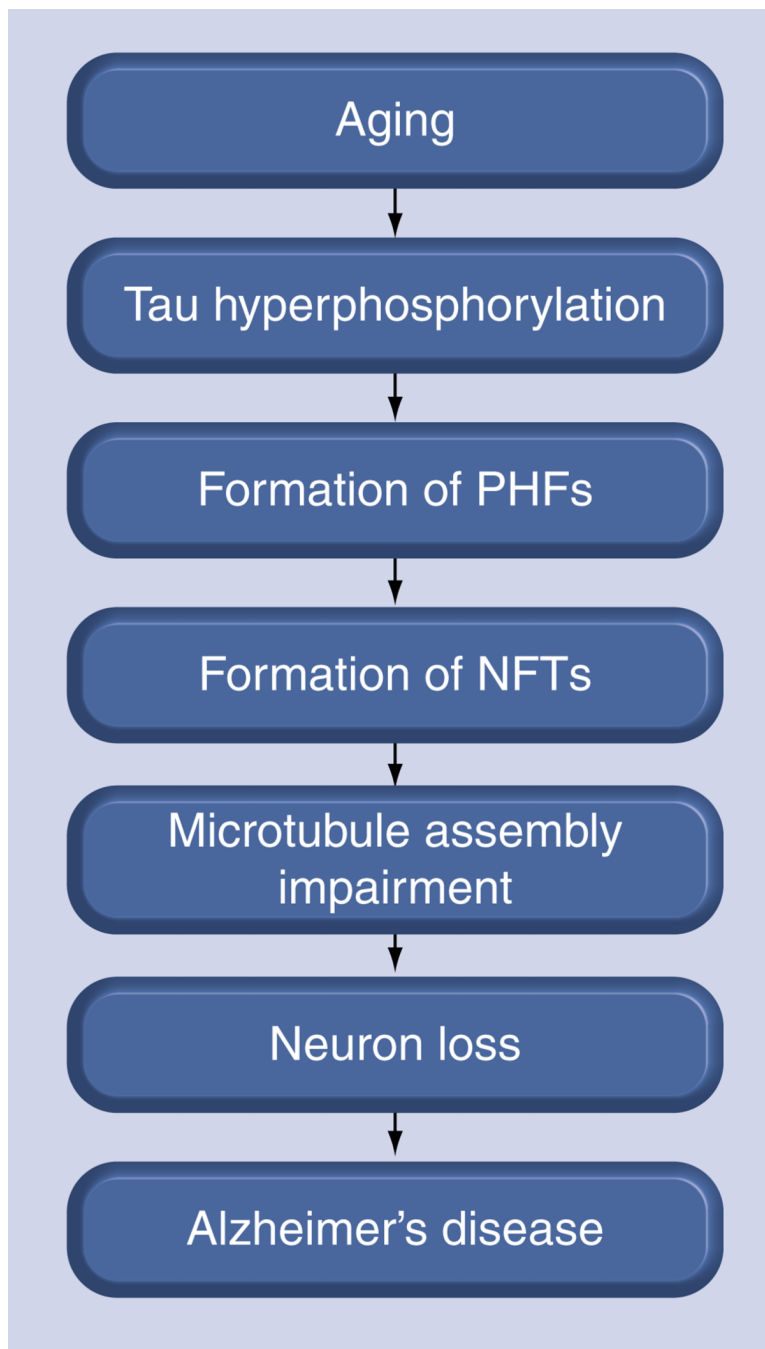 Aging
Tau hyperphosphorylation
Formation of PHFs
Formation of NFTs
Microtubule assembly
impairment
Neuron loss
Alzheimer’s disease